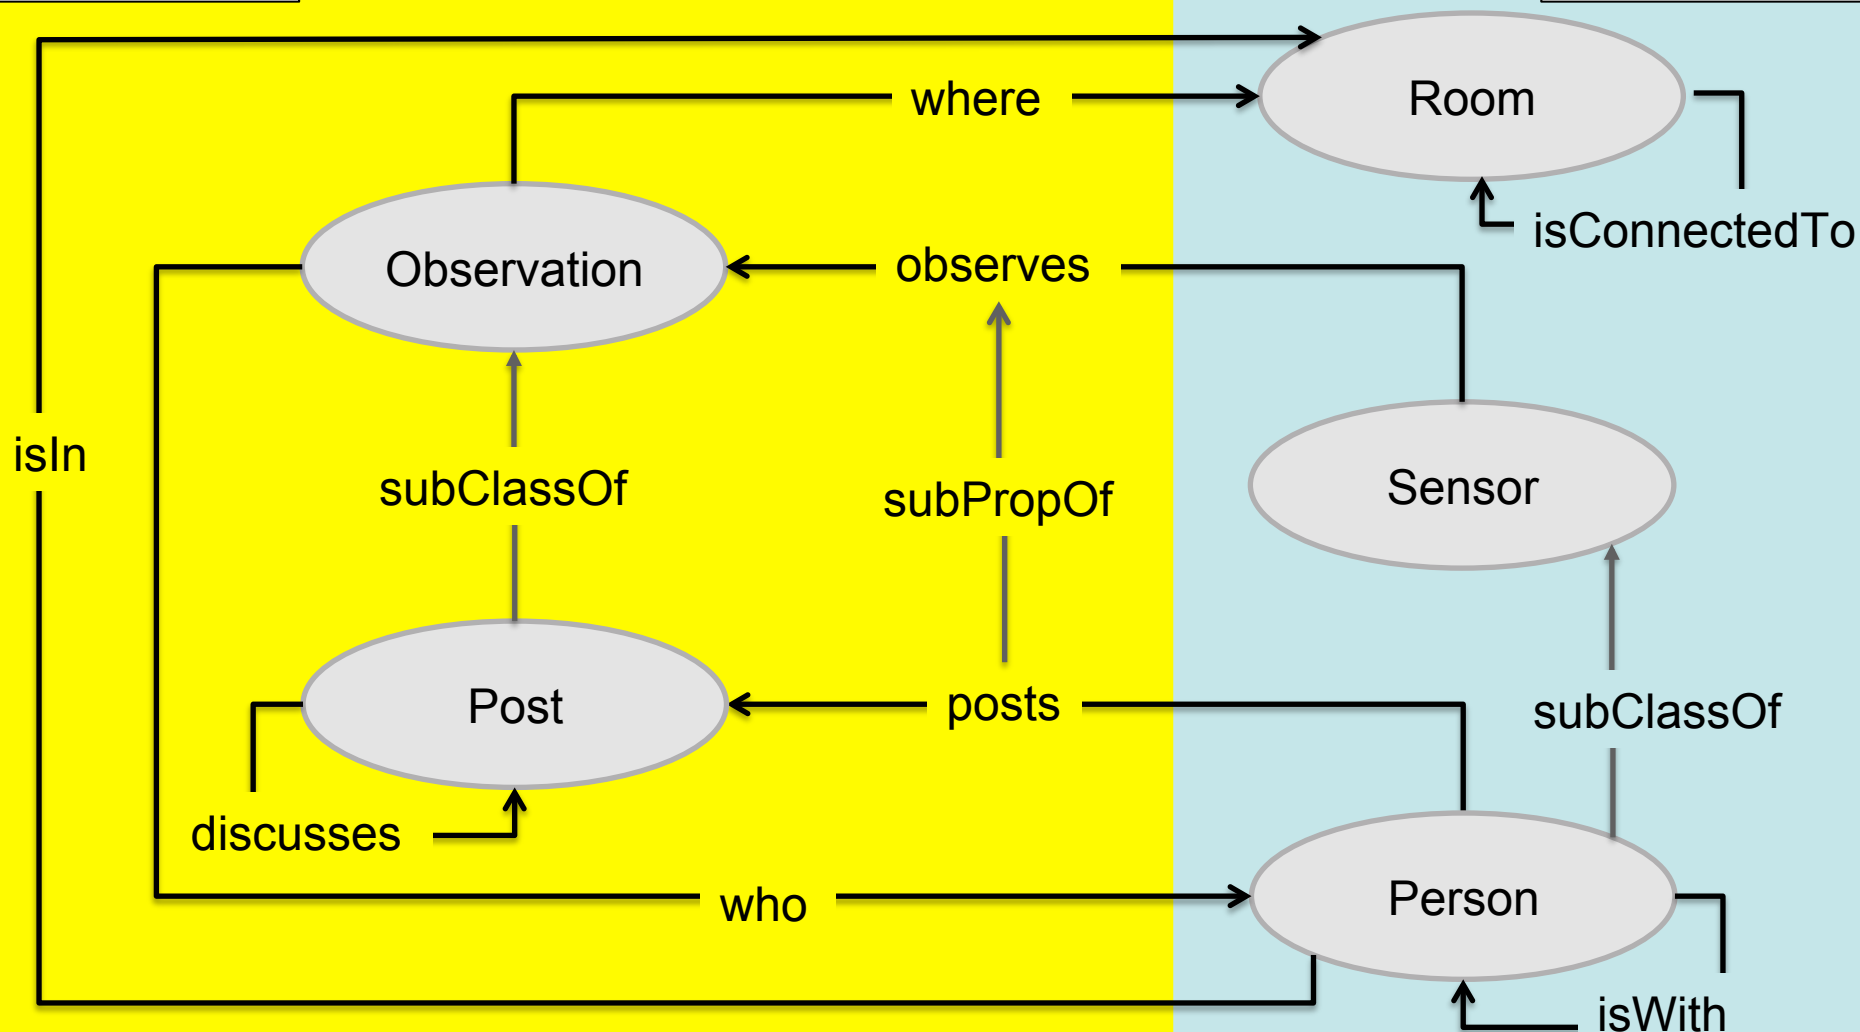 where
Room
isConnectedTo
Observation
observes
isIn
subClassOf
subPropOf
Sensor
Post
posts
subClassOf
discusses
who
Person
isWith